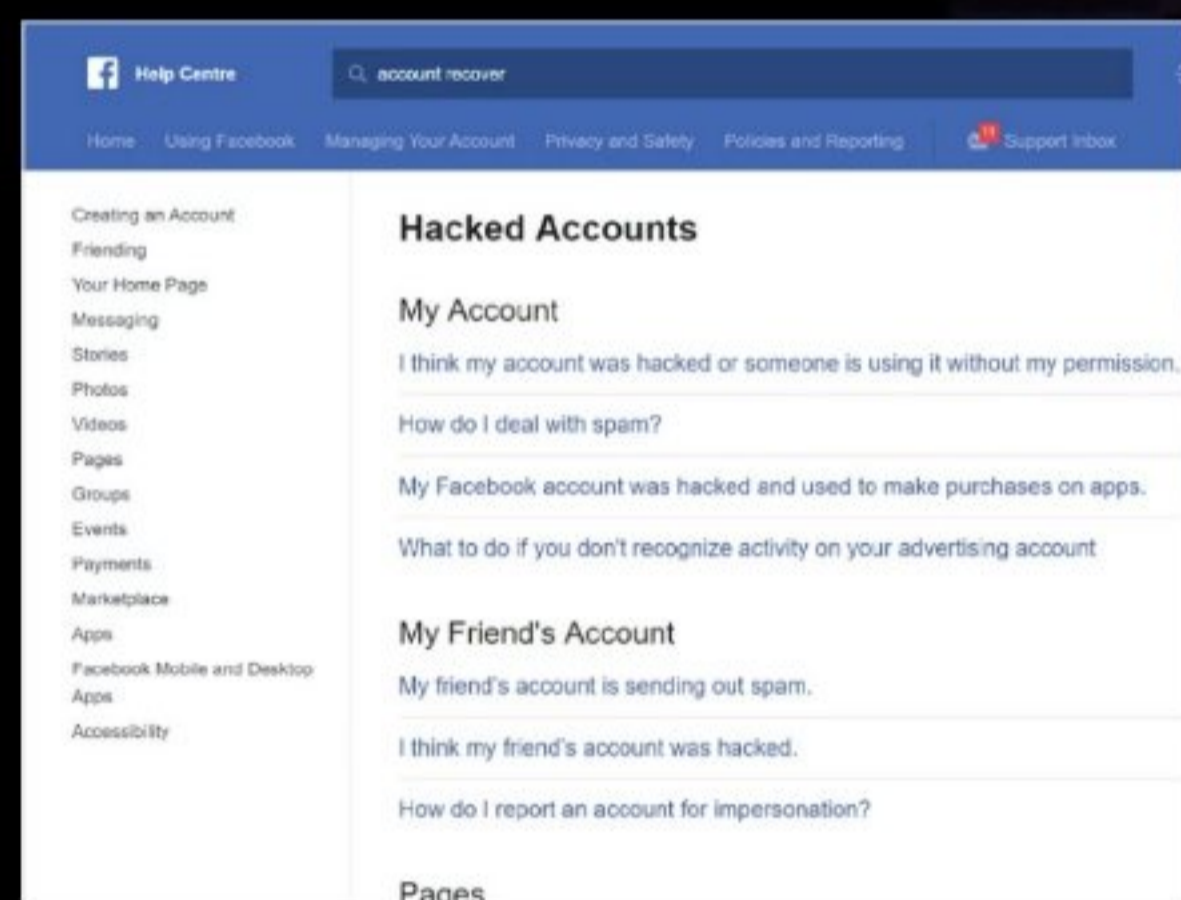 f Help Centre
account recover
Home Using Facebook Managing Your Account Privacy and Safety Policies and Reporting Support Inbox
Creating an Account
Friending
Your Home Page
Messaging
Stories
Photos
Videos
Pages
Groups
Events
Payments
Marketplace
Apps
Facebook Mobile and Desktop
Apps
Accessibility
Hacked Accounts
My Account
I think my account was hacked or someone is using it without my permission.
How do I deal with spam?
My Facebook account was hacked and used to make purchases on apps.
What to do if you don't recognize activity on your advertising account
My Friend's Account
My friend's account is sending out spam.
I think my friend's account was hacked.
How do I report an account for impersonation?
Pages